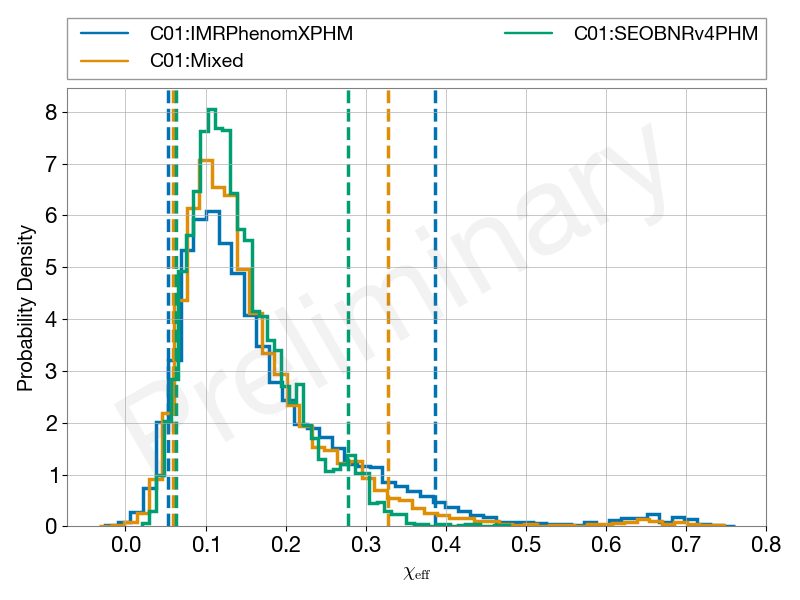 C01:IMRPhenomXPHM
C01:Mixed
C01:SEOBNRv4PHM
Preliminary
Probability Density
8
7
6
5
4
3
2
1
0
0.0 0.1 0.2 0.3 0.4 0.5 0.6 0.7 0.8
χeff